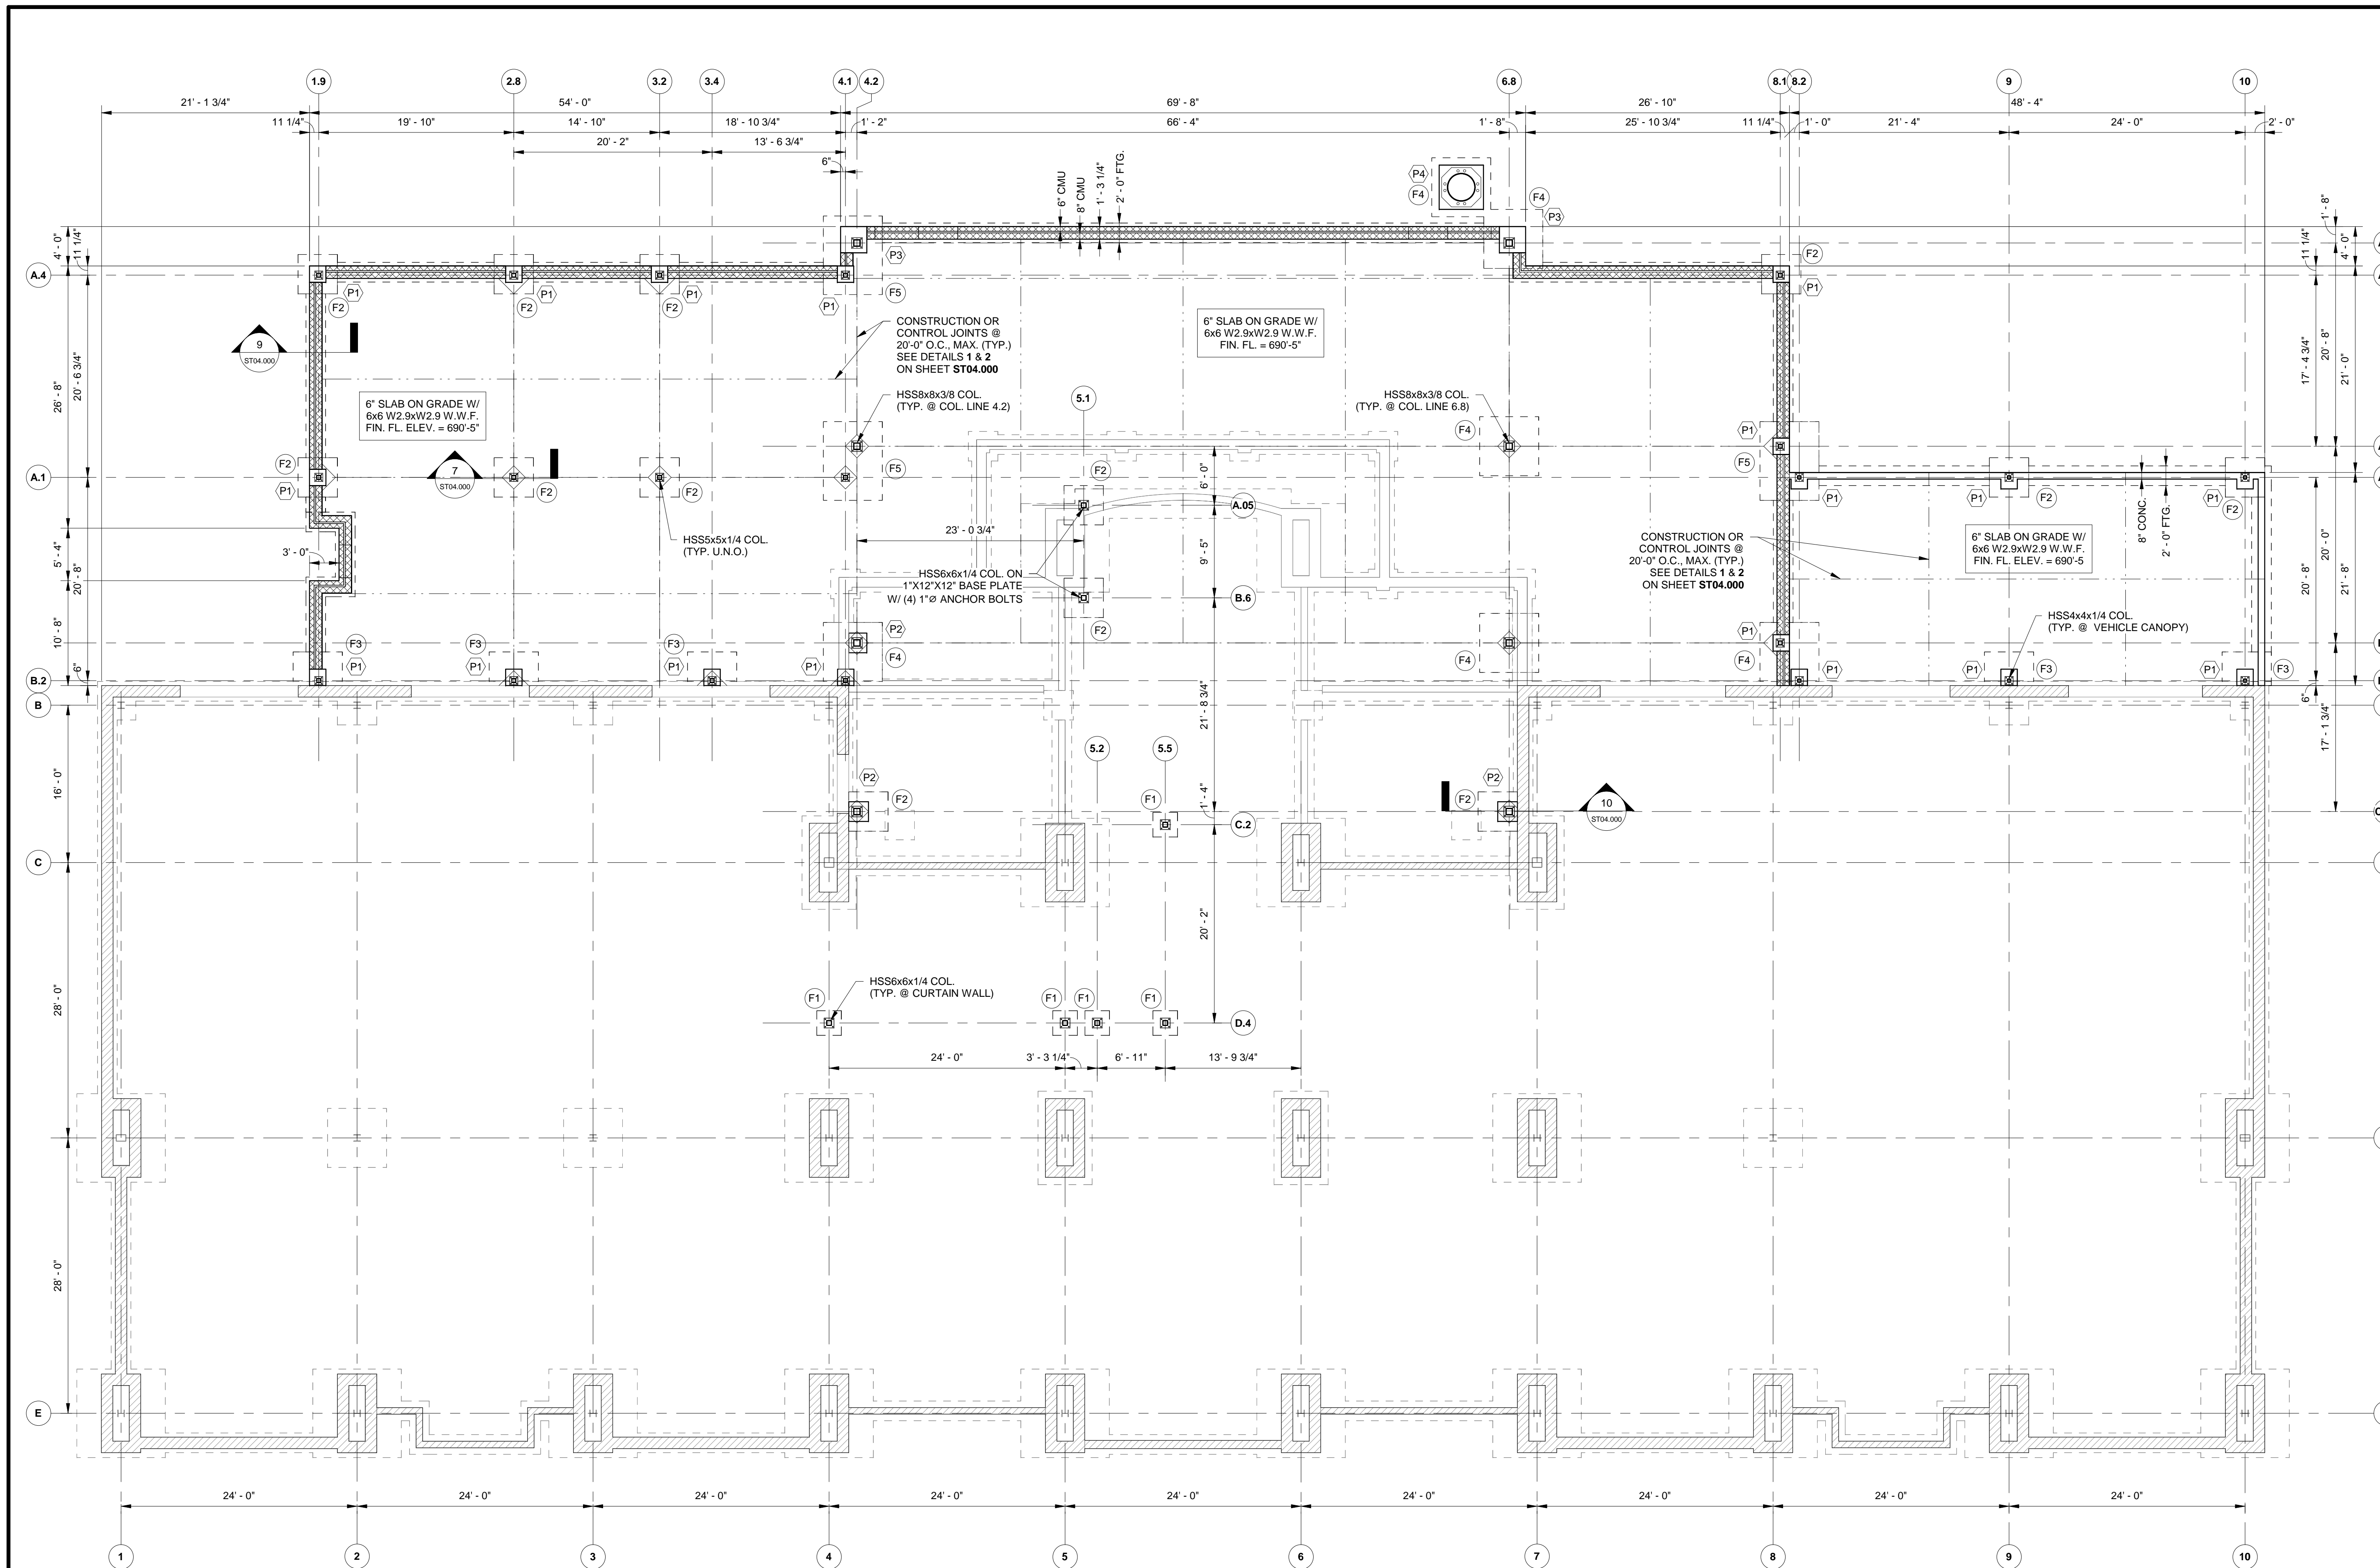 1.9
2.8
3.2
3.4
4.1
4.2
6.8
8.1
8.2
9
10
21' - 1 3/4"
54' - 0"
69' - 8"
26' - 10"
48' - 4"
11 1/4"
19' - 10"
14' - 10"
18' - 10 3/4"
1' - 2"
66' - 4"
1' - 8"
25' - 10 3/4"
11 1/4"
1' - 0"
21' - 4"
24' - 0"
2' - 0"
20' - 2"
13' - 6 3/4"
6"
6" CMU
8" CMU
1' - 3 1/4"
2' - 0" FTG.
P4
F4
F4
P3
4' - 0"
11 1/4"
1' - 8"
11 1/4"
4' - 0"
P3
F2
A.4
P1
F2
P1
F2
P1
F2
P1
F5
P1
9
ST04.000
CONSTRUCTION OR
CONTROL JOINTS @
20'-0" O.C., MAX. (TYP.)
SEE DETAILS 1 & 2
ON SHEET ST04.000
6" SLAB ON GRADE W/
6x6 W2.9xW2.9 W.W.F.
FIN. FL. = 690'-5"
26' - 8"
20' - 6 3/4"
17' - 4 3/4"
20' - 8"
21' - 0"
6" SLAB ON GRADE W/
6x6 W2.9xW2.9 W.W.F.
FIN. FL. ELEV. = 690'-5"
HSS8x8x3/8 COL.
(TYP. @ COL. LINE 4.2)
5.1
HSS8x8x3/8 COL.
(TYP. @ COL. LINE 6.8)
F4
P1
F5
A.1
F2
P1
7
ST04.000
F2
F2
F5
F2
6' - 0"
A.05
P1
P1
F2
P1
F2
23' - 0 3/4"
9' - 5"
8" CONC.
2' - 0" FTG.
5' - 4"
3' - 0"
20' - 8"
HSS5x5x1/4 COL.
(TYP. U.N.O.)
HSS6x6x1/4 COL. ON
1"X12"X12" BASE PLATE
W/ (4) 1"Ø ANCHOR BOLTS
B.6
F2
CONSTRUCTION OR
CONTROL JOINTS @
20'-0" O.C., MAX. (TYP.)
SEE DETAILS 1 & 2
ON SHEET ST04.000
6" SLAB ON GRADE W/
6x6 W2.9xW2.9 W.W.F.
FIN. FL. ELEV. = 690'-5
20' - 8"
20' - 0"
21' - 8"
HSS4x4x1/4 COL.
(TYP. @  VEHICLE CANOPY)
10' - 8"
6"
F3
P1
F3
P1
F3
P1
P1
P2
F4
F4
P1
F4
P1
P1
F3
P1
F3
B.2
B
21' - 8 3/4"
6"
17' - 1 3/4"
16' - 0"
5.2
5.5
P2
F2
F1
1' - 4"
C.2
P2
F2
10
ST04.000
C
20' - 2"
28' - 0"
HSS6x6x1/4 COL.
(TYP. @ CURTAIN WALL)
F1
F1
F1
F1
D.4
24' - 0"
3' - 3 1/4"
6' - 11"
13' - 9 3/4"
28' - 0"
E
24' - 0"
24' - 0"
24' - 0"
24' - 0"
24' - 0"
24' - 0"
24' - 0"
24' - 0"
24' - 0"
1
2
3
4
5
6
7
8
9
10